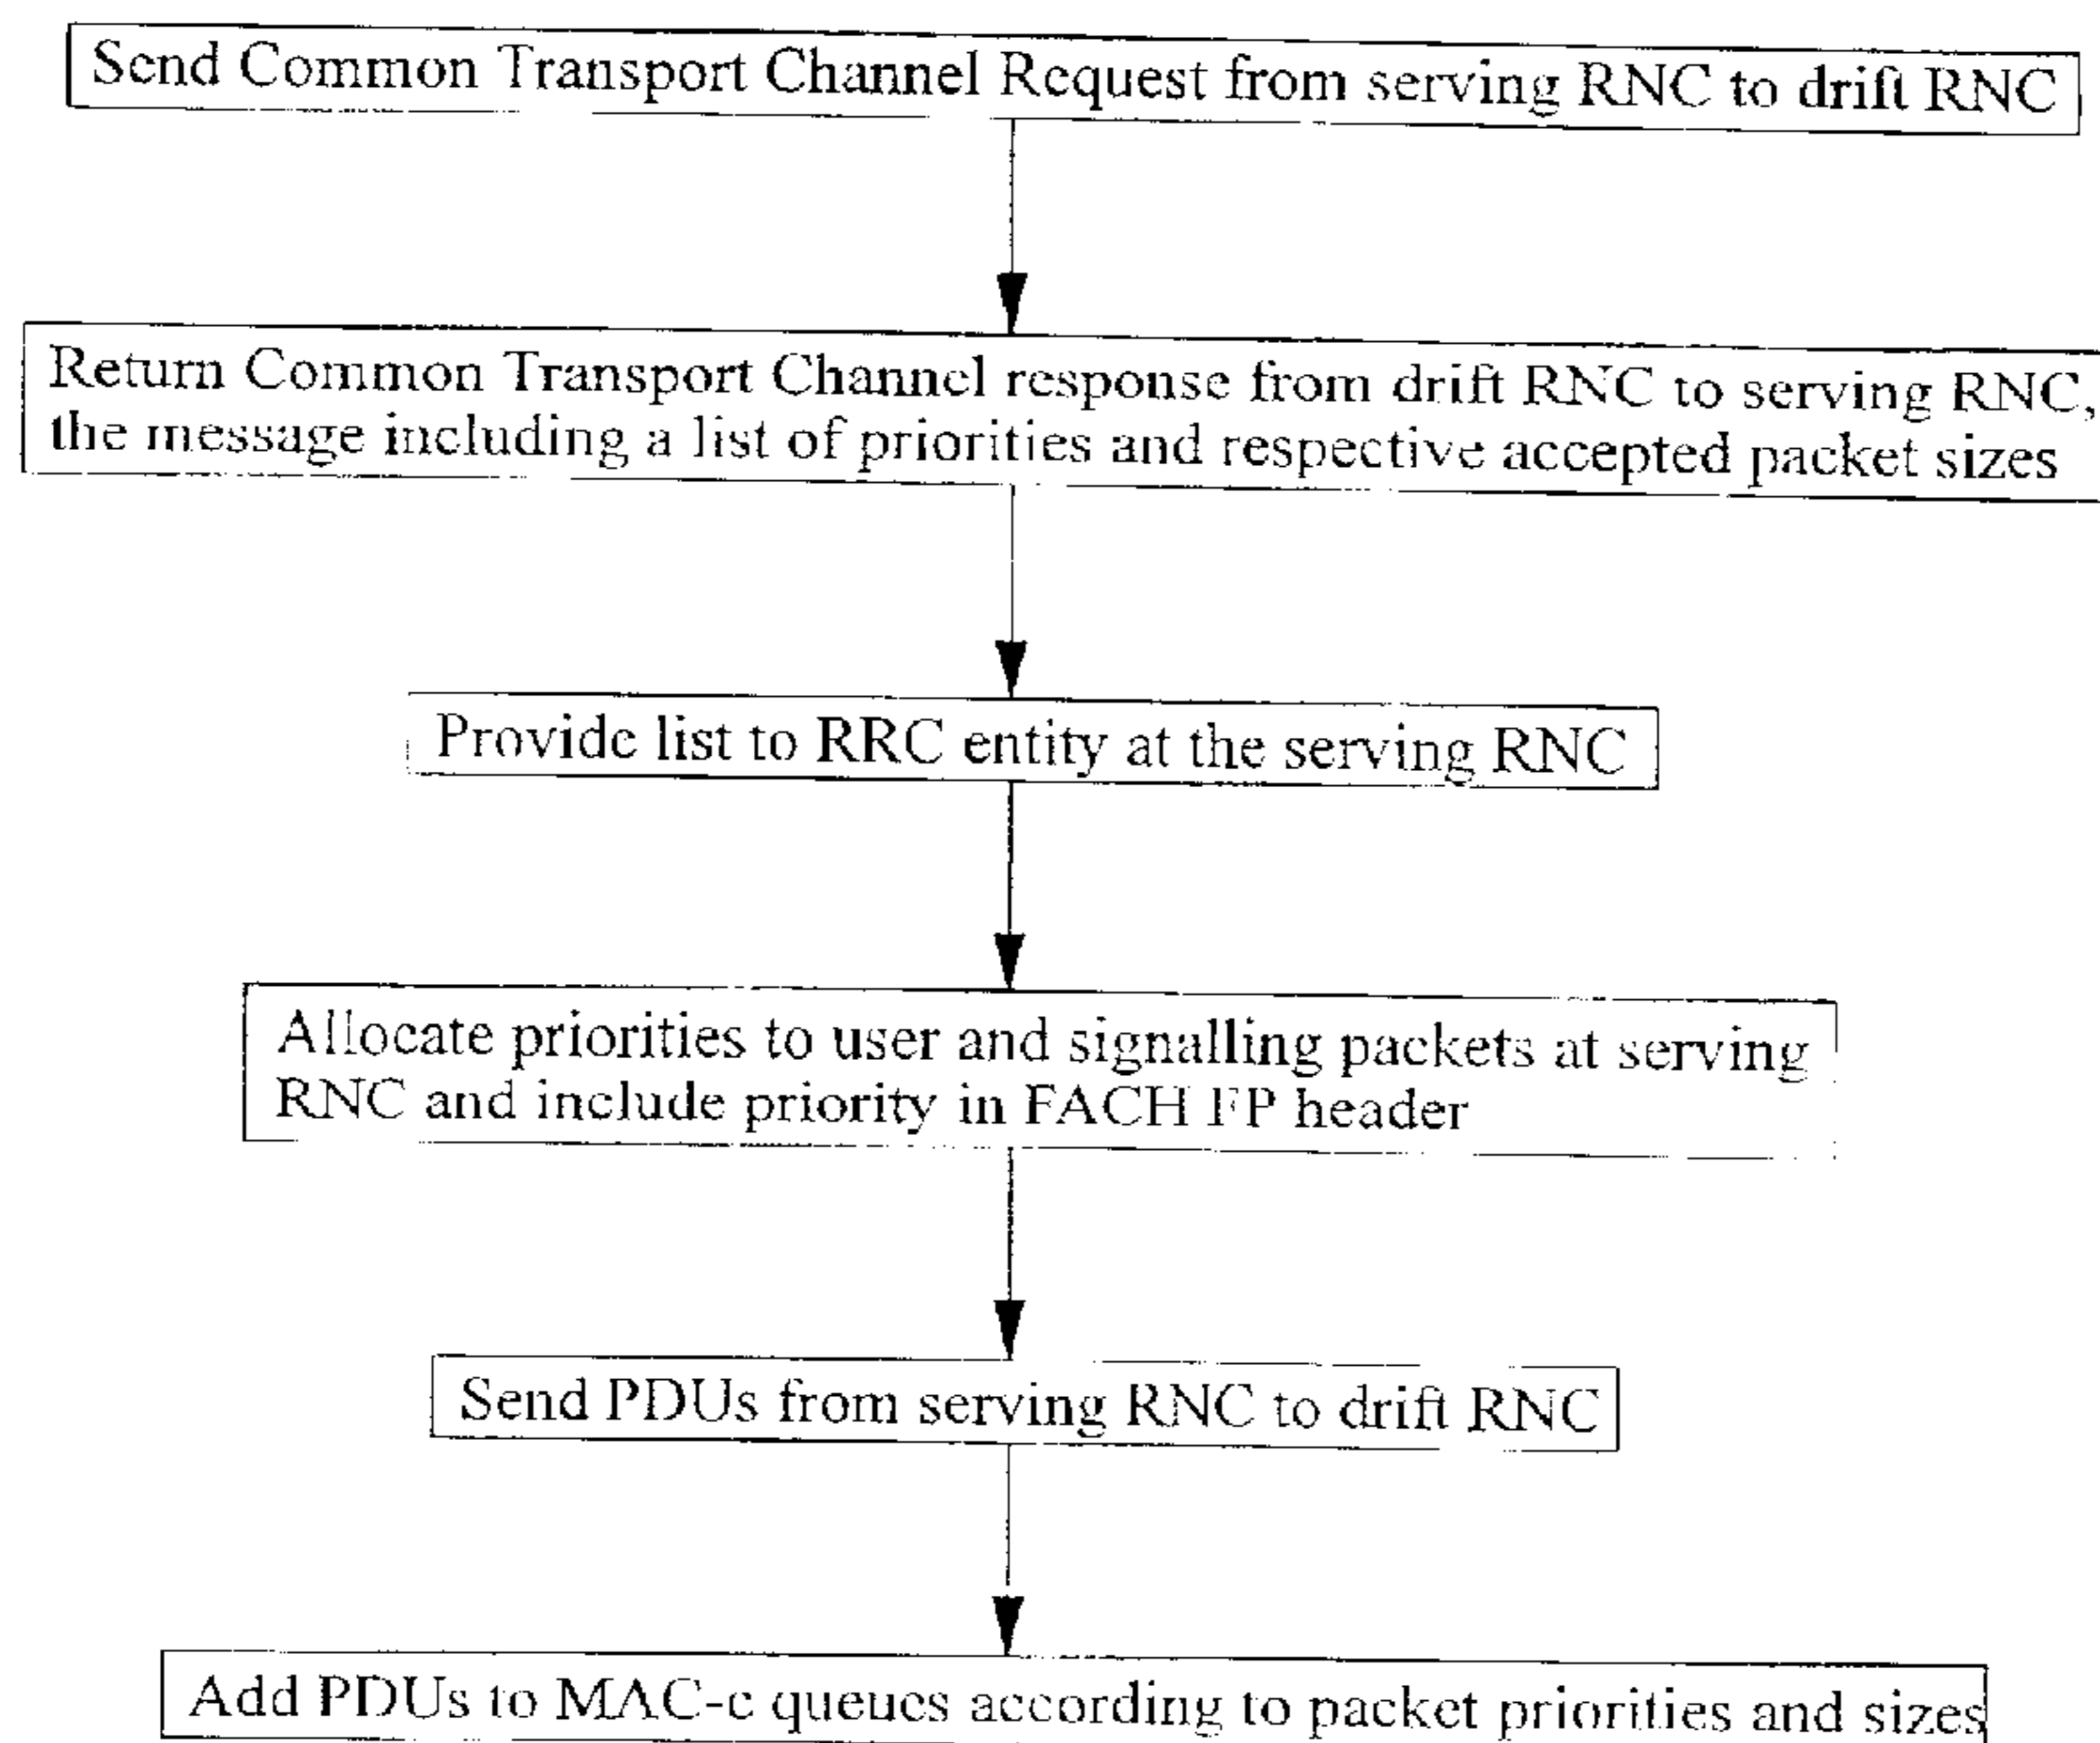 Send Common Transport Channel Request from serving RNC to drift RNC
Return Common Transport Channel response from drift RNC to serving RNC,
the message including a list of priorities and respective accepted packet sizes
Provide list to RRC entity at the serving RNC
Allocate priorities to user and signalling packets at serving
RNC and include priority in FACH FP header
Send PDUs from serving RNC to drift RNC
Add PDUs to MAC-c queues according to packet priorities and sizes